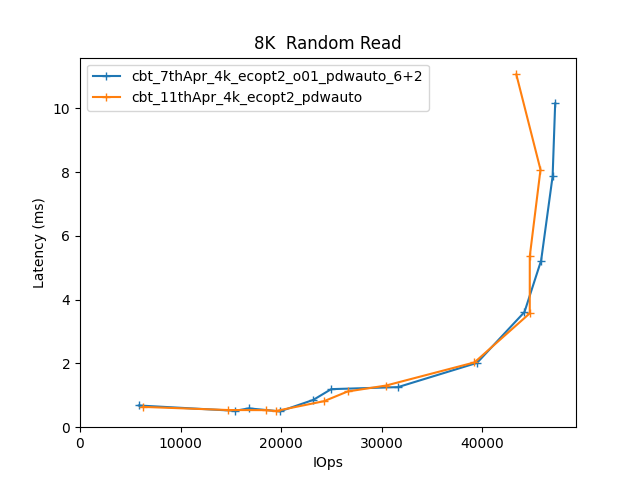 8K  Random Read
cbt_7thApr_4k_ecopt2_o01_pdwauto_6+2
cbt_11thApr_4k_ecopt2_pdwauto
Latency (ms)
10
8
6
4
2
0
0 10000 20000 30000 40000
IOps